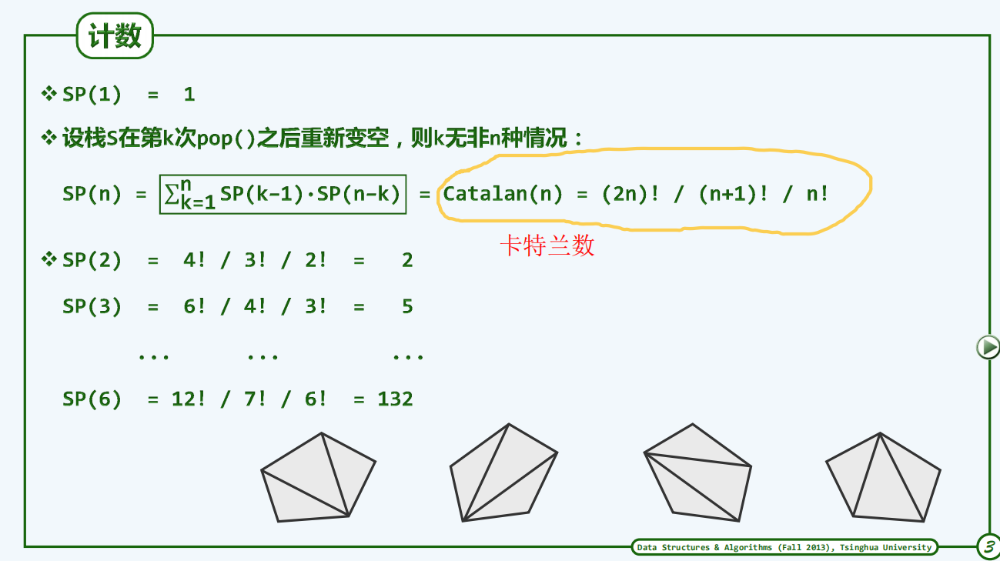 计数
❖ SP(1) = 1
❖ 设栈S在第k次pop()之后重新变空，则k无非n种情况：
SP(n) = ∑n k=1 SP(k-1)·SP(n-k) = Catalan(n) = (2n)! / (n+1)! / n!
卡特兰数
❖ SP(2) = 4! / 3! / 2! = 2
SP(3) = 6! / 4! / 3! = 5
... ... ...
SP(6) = 12! / 7! / 6! = 132
Data Structures & Algorithms (Fall 2013), Tsinghua University
3